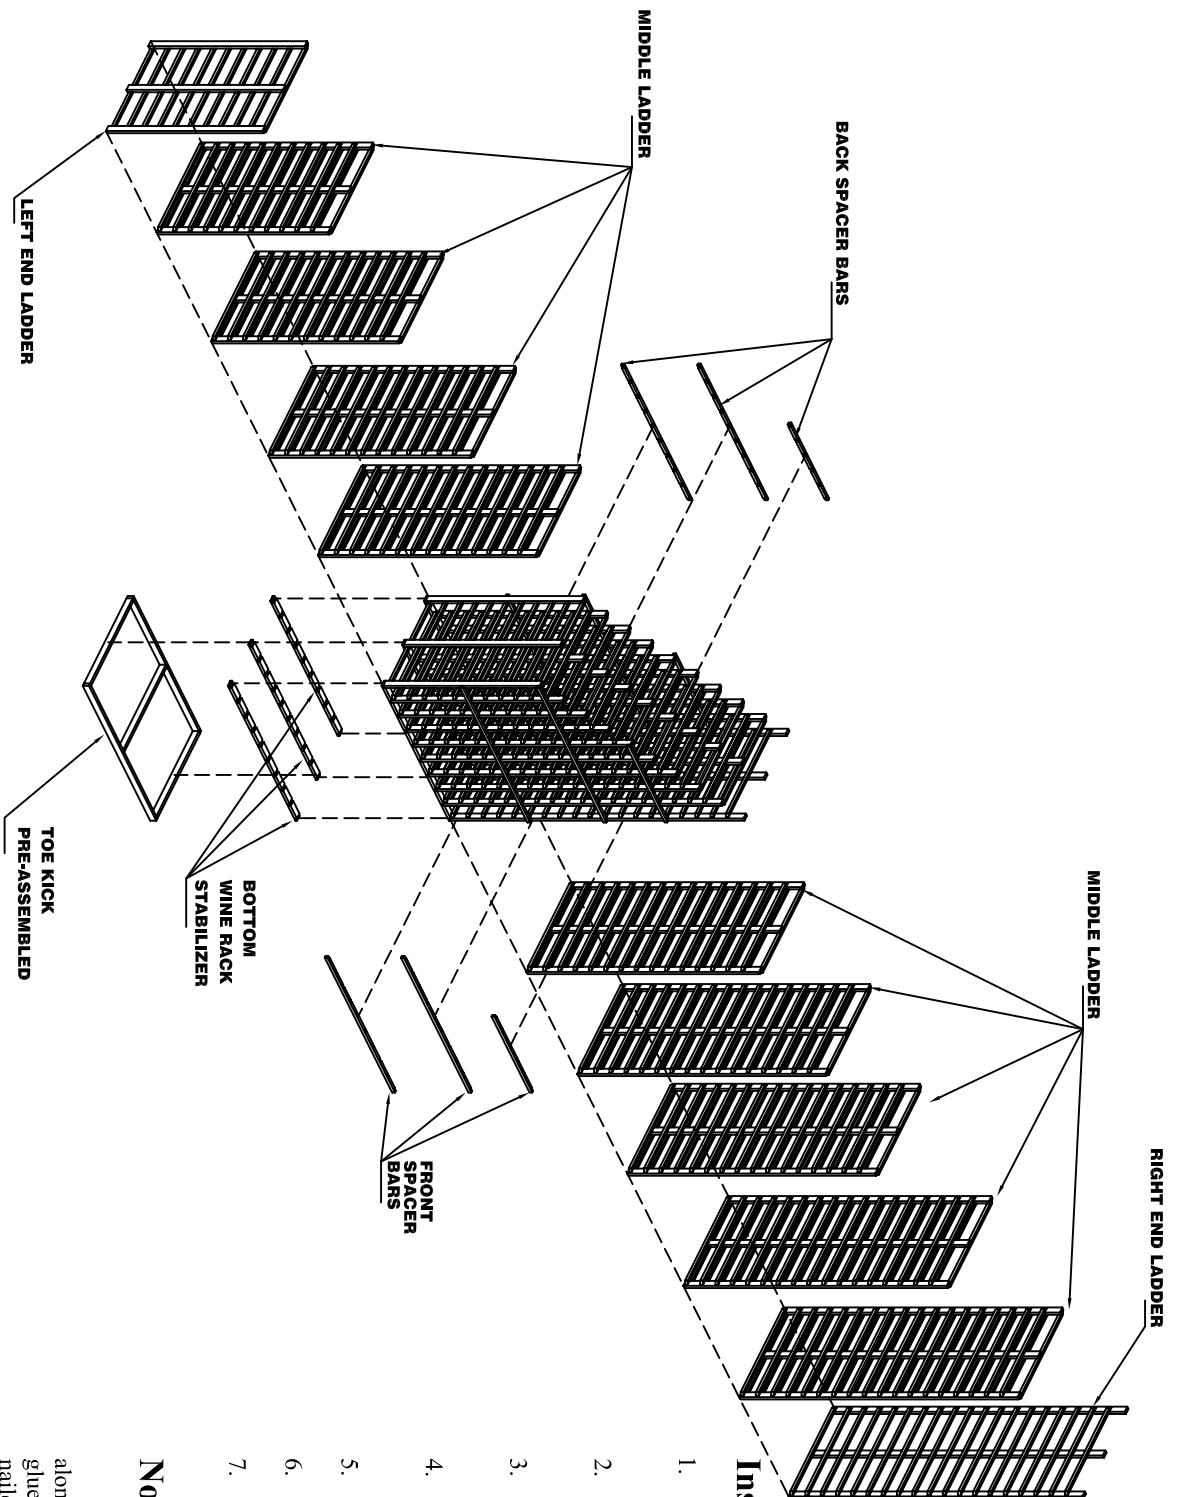 MIDDLE LADDER
BACK SPACER BARS
LEFT END LADDER
TOE KICK
PRE-ASSEMBLED
BOTTOM
WINE RACK
STABILIZER
MIDDLE LADDER
FRONT
SPACER
BARS
RIGHT END LADDER
1.
2.
3.
4.
5.
6.
7.